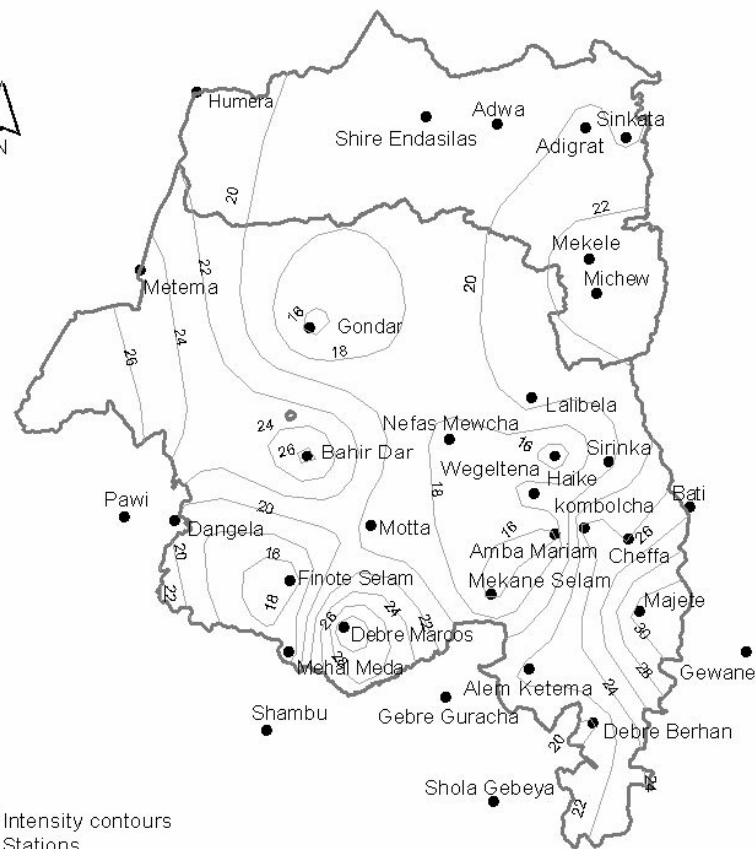 Humera
Adwa
Sinkata
Shire Endasilas
Adigrat
N
20
22
Mekele
22
20
Metema
Michew
18
Gondar
24
18
26
Lalibela
24
Nefas Mewcha
16
26
Bahir Dar
Wegeltena
Sirinka
Haike
18
Pawi
20
kombolcha
Bati
Dangela
Motta
18
26
20
16
Amba Mariam
Cheffa
Finote Selam
Mekane Selam
22
18
24
Majete
26
22
30
Debre Marcos
Mehal Meda
28
Gewane
Alem Ketema
24
Shambu
Gebre Guracha
Debre Berhan
20
Shola Gebeya
24
22
Intensity contours
Stations